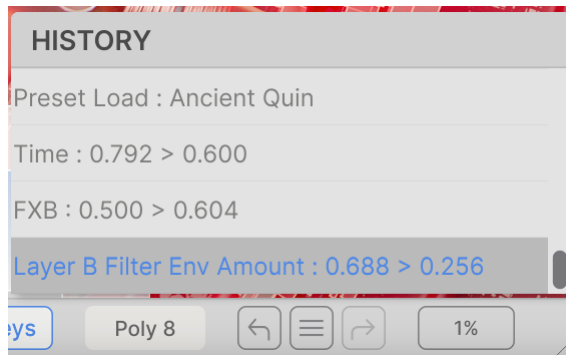 HISTORY
Preset Load : Ancient Quin
Time : 0.792 > 0.600
FXB : 0.500 > 0.604
Layer B Filter Env Amount : 0.688 > 0.256
eys
Poly 8
1%